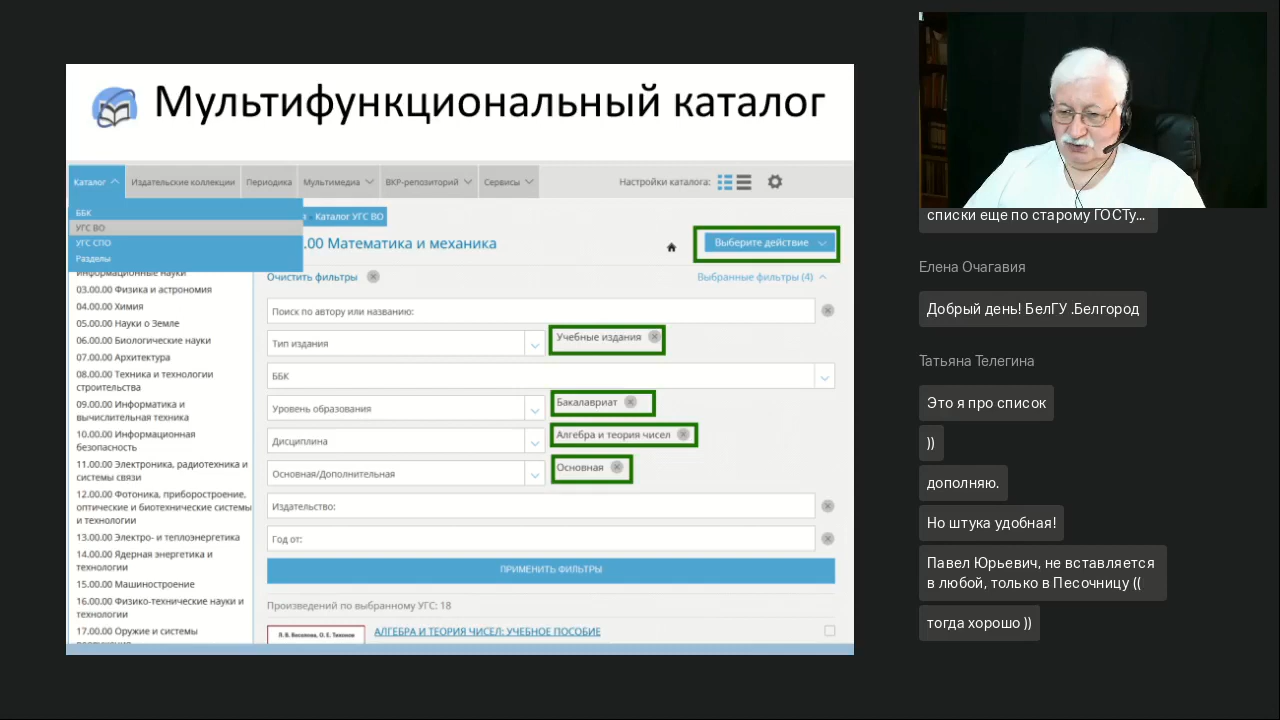 Мультифункциональный каталог
Каталог
Издательские коллекции
Периодика
Мультимедиа
ВКР-репозиторий
Сервисы
Настройки каталога:
ББК
УГС ВО
УГС СПО
Разделы
Каталог УГС ВО
.00 Математика и механика
Выберите действие
информационные науки
03.00.00 Физика и астрономия
04.00.00 Химия
05.00.00 Науки о Земле
06.00.00 Биологические науки
07.00.00 Архитектура
08.00.00 Техника и технологии
строительства
09.00.00 Информатика и
вычислительная техника
10.00.00 Информационная
безопасность
11.00.00 Электроника, радиотехника и
системы связи
12.00.00 Фотоника, приборостроение,
оптические и биотехнические системы
и технологии
13.00.00 Электро- и теплоэнергетика
14.00.00 Ядерная энергетика и
технологии
15.00.00 Машиностроение
16.00.00 Физико-технические науки и
технологии
17.00.00 Оружие и системы
Очистить фильтры
Выбранные фильтры (4)
Поиск по автору или названию:
Тип издания
Учебные издания
ББК
Уровень образования
Бакалавриат
Дисциплина
Алгебра и теория чисел
Основная/Дополнительная
Основная
Издательство:
Год от:
ПРИМЕНИТЬ ФИЛЬТРЫ
Произведений по выбранному УГС: 18
АЛГЕБРА И ТЕОРИЯ ЧИСЕЛ: УЧЕБНОЕ ПОСОБИЕ
списки еще по старому ГОСТу...
Елена Очагавия
Добрый день! БелГУ .Белгород
Татьяна Телегина
Это я про список
))
дополняю.
Но штука удобная!
Павел Юрьевич, не вставляется
в любой, только в Песочницу ((
тогда хорошо ))